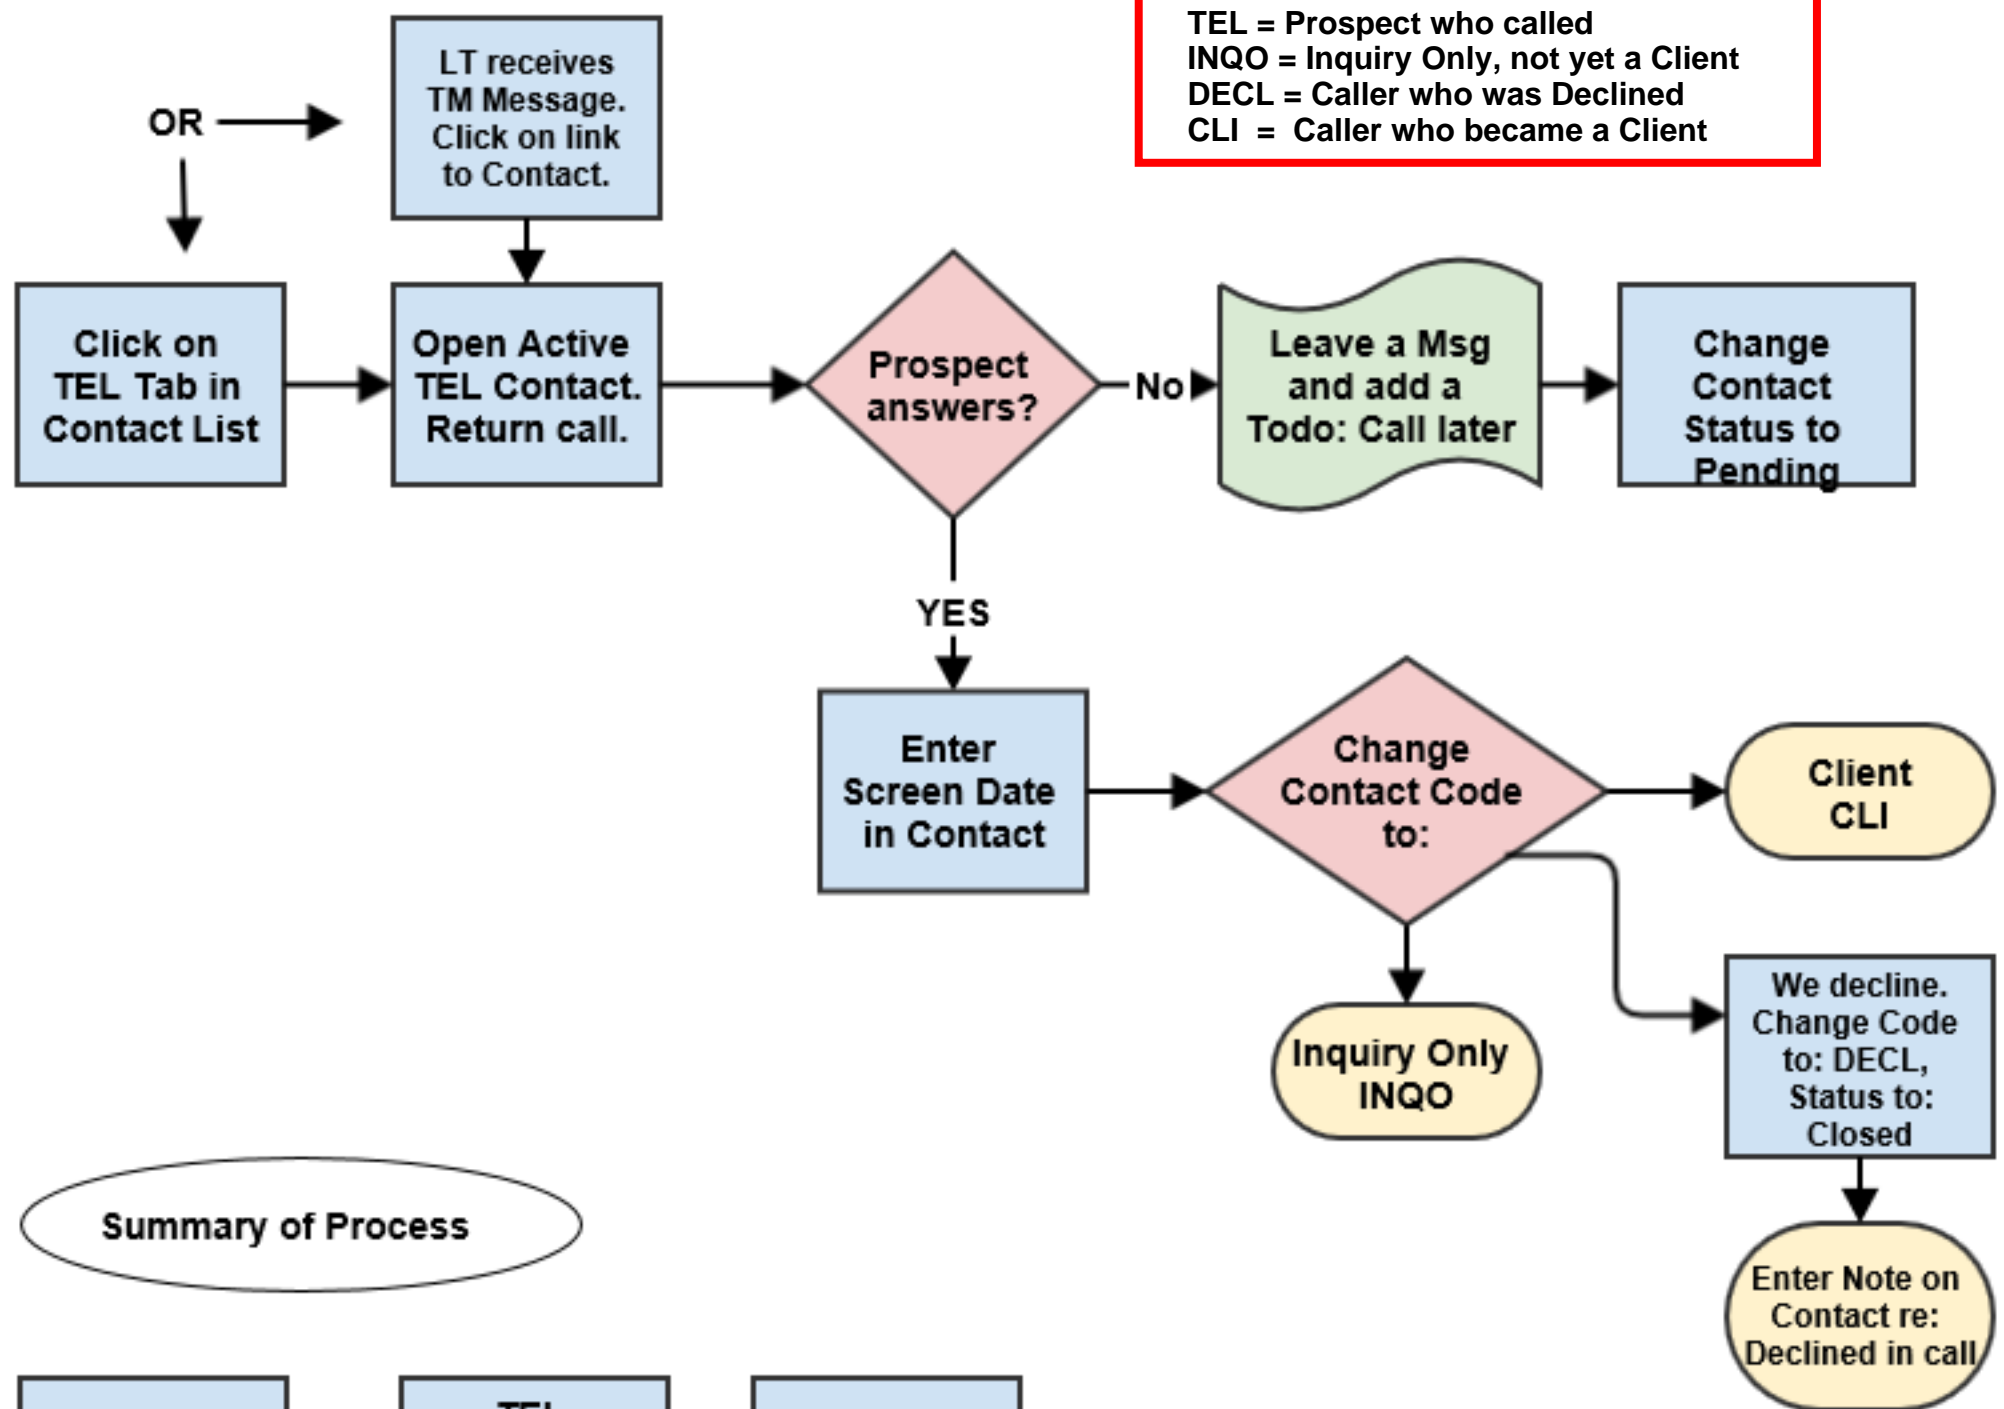 TEL = Prospect who called
INQO = Inquiry Only, not yet a Client
DECL = Caller who was Declined
CLI = Caller who became a Client
LT receives
TM Message.
Click on link
to Contact.
OR
Click on
TEL Tab in
Contact List
Open Active
TEL Contact.
Return call.
Prospect
answers?
No
Leave a Msg
and add a
Todo: Call later
Change
Contact
Status to
Pending
YES
Enter
Screen Date
in Contact
Change
Contact Code
to:
Client
CLI
Inquiry Only
INQO
We decline.
Change Code
to: DECL,
Status to:
Closed
Enter Note on
Contact re:
Declined in call
Summary of Process
TEL